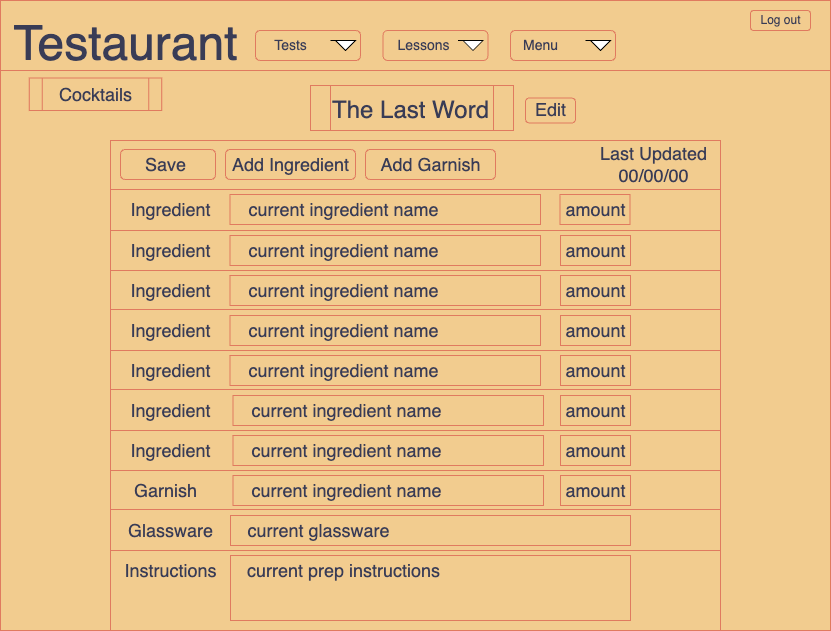 Log out
Testaurant
Tests
Lessons
Menu
Cocktails
The Last Word
Edit
Save
Add Ingredient
Add Garnish
Last Updated
00/00/00
Ingredient current ingredient name amount
Ingredient current ingredient name amount
Ingredient current ingredient name amount
Ingredient current ingredient name amount
Ingredient current ingredient name amount
Ingredient current ingredient name amount
Ingredient current ingredient name amount
Garnish current ingredient name amount
Glassware current glassware
Instructions current prep instructions